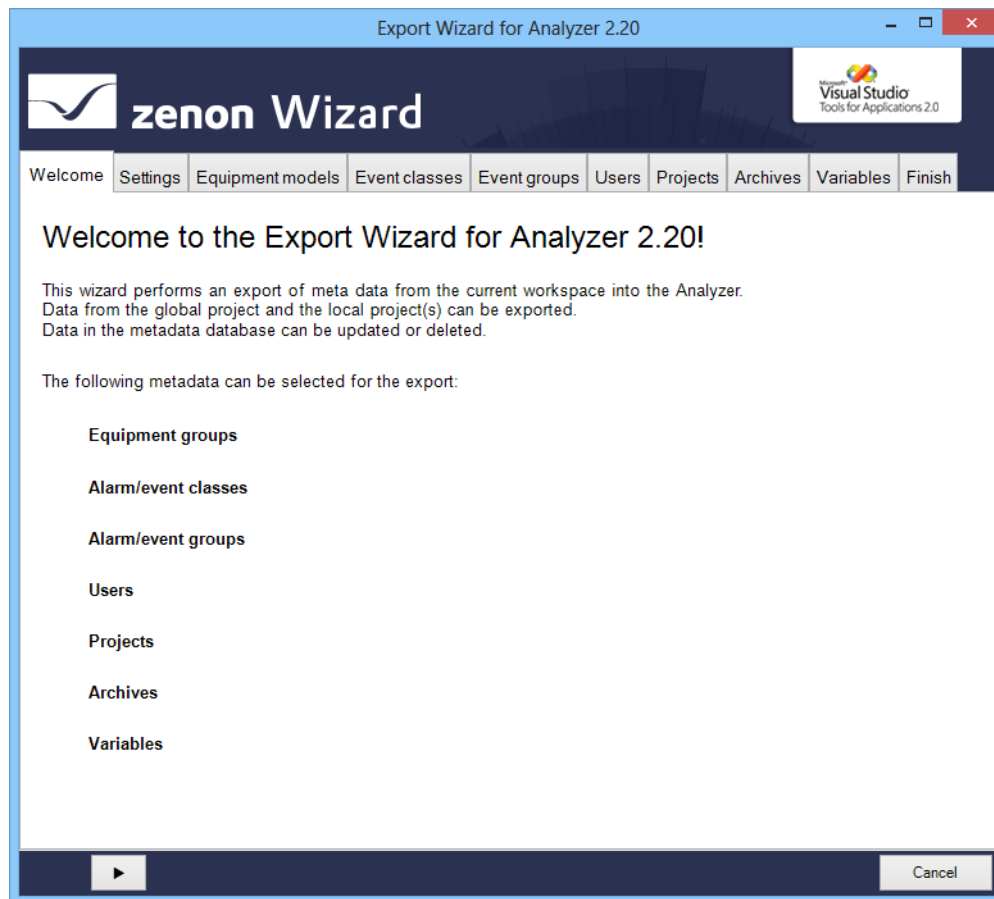 Export Wizard for Analyzer 2.20
zenon Wizard
Microsoft
Visual Studio
Tools for Applications 2.0
Welcome Settings Equipment models Event classes Event groups Users Projects Archives Variables Finish
Welcome to the Export Wizard for Analyzer 2.20!
This wizard performs an export of meta data from the current workspace into the Analyzer.
Data from the global project and the local project(s) can be exported.
Data in the metadata database can be updated or deleted.
The following metadata can be selected for the export:
Equipment groups
Alarm/event classes
Alarm/event groups
Users
Projects
Archives
Variables
Cancel